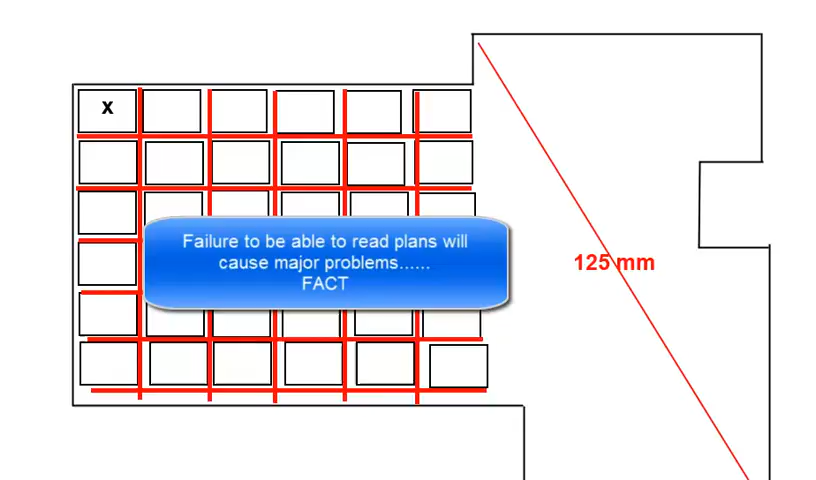 x
Failure to be able to read plans will
cause major problems......
FACT
125 mm